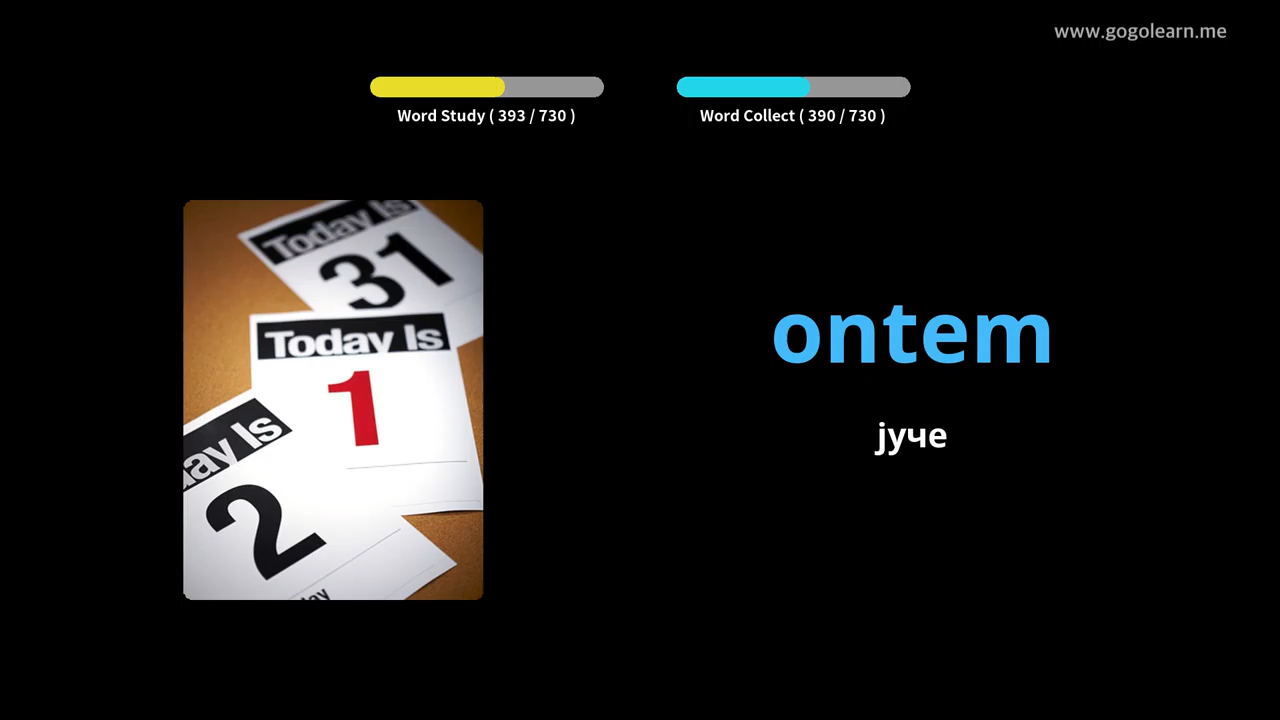 www.gogolearn.me
Word Study ( 393 / 730 )
Word Collect ( 390 / 730 )
Today Is
31
Today Is
1
ay Is
2
ay
ontem
јуче